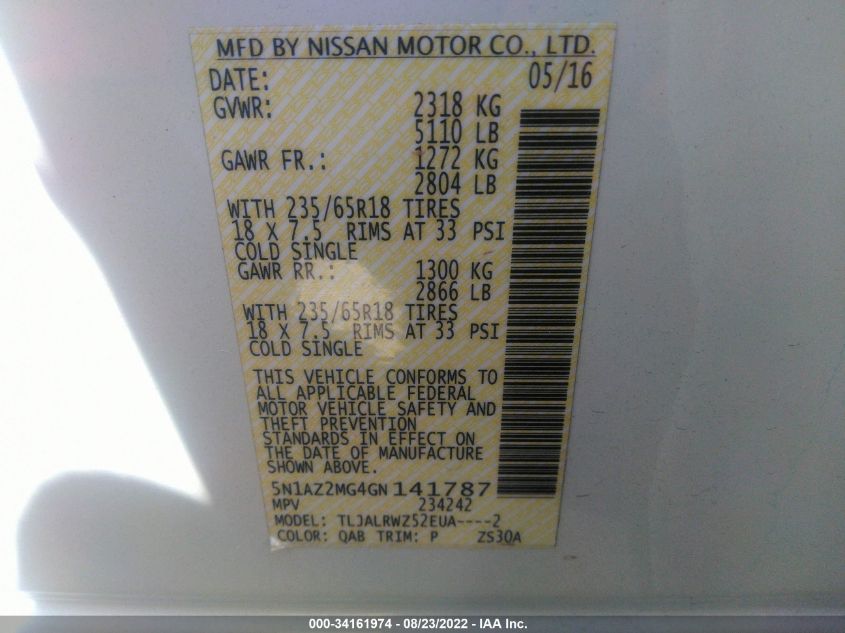 MFD BY NISSAN MOTOR CO., LTD.
DATE: 05/16
GVWR: 2318 KG
5110 LB
GAWR FR.: 1272 KG
2804 LB
WITH 235/65R18 TIRES
18 X 7.5 RIMS AT 33 PSI
COLD SINGLE
GAWR RR.: 1300 KG
2866 LB
WITH 235/65R18 TIRES
18 X 7.5 RIMS AT 33 PSI
COLD SINGLE
THIS VEHICLE CONFORMS TO
ALL APPLICABLE FEDERAL
MOTOR VEHICLE SAFETY AND
THEFT PREVENTION
STANDARDS IN EFFECT ON
THE DATE OF MANUFACTURE
SHOWN ABOVE.
5N1AZ2MG4GN141787
MPV 234242
MODEL: TLJALRWZ52EUA----2
COLOR: QAB TRIM: P ZS30A
000-34161974 - 08/23/2022 - IAA Inc.